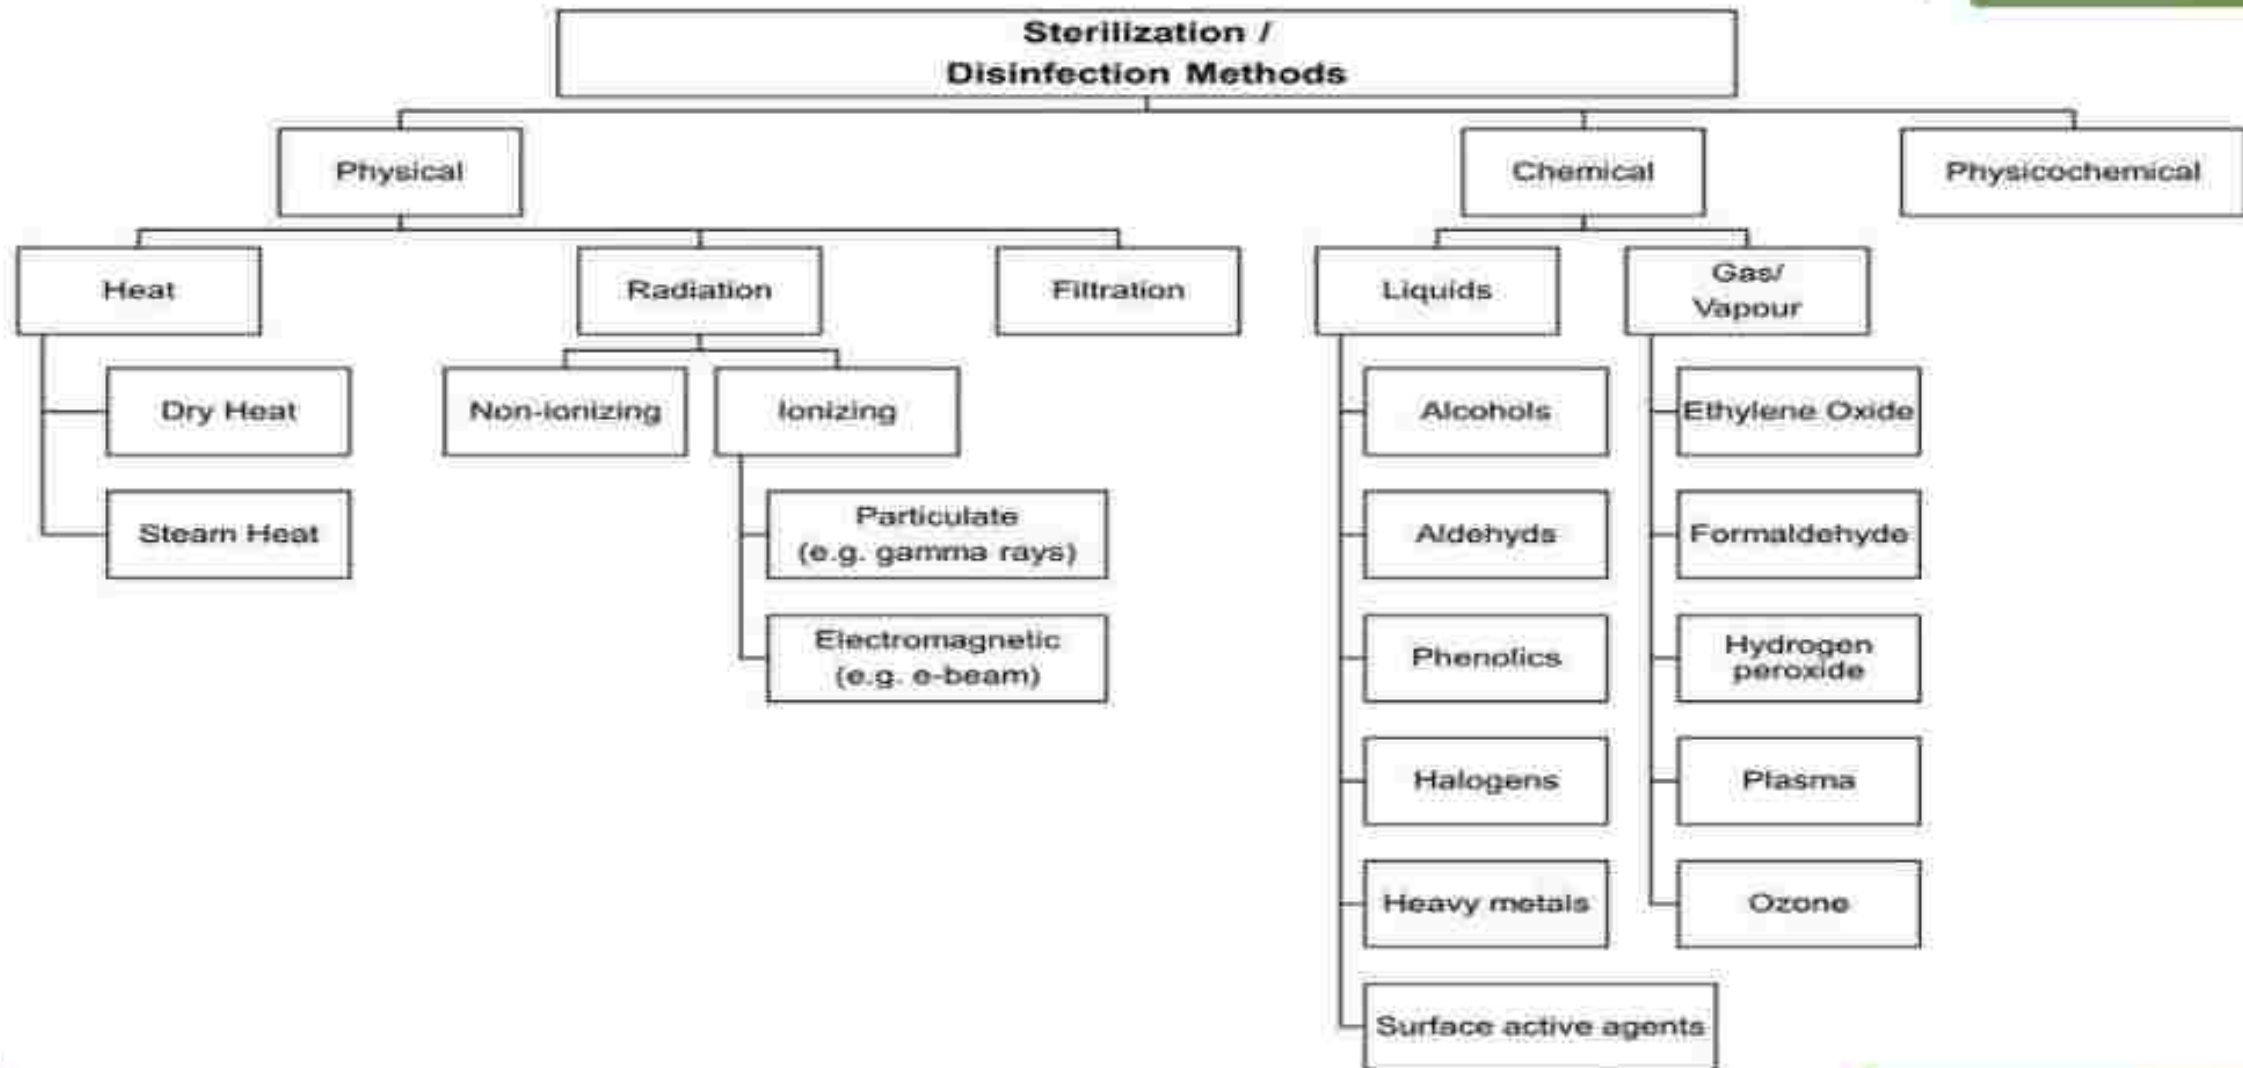 Sterilization /
Disinfection Methods
Physical
Chemical
Physicochemical
Heat
Radiation
Filtration
Liquids
Gas/
Vapour
Dry Heat
Non-ionizing
Ionizing
Alcohols
Ethylene Oxide
Steam Heat
Particulate
(e.g. gamma rays)
Aldehyds
Formaldehyde
Electromagnetic
(e.g. e-beam)
Phenolics
Hydrogen
peroxide
Halogens
Plasma
Heavy metals
Ozone
Surface active agents